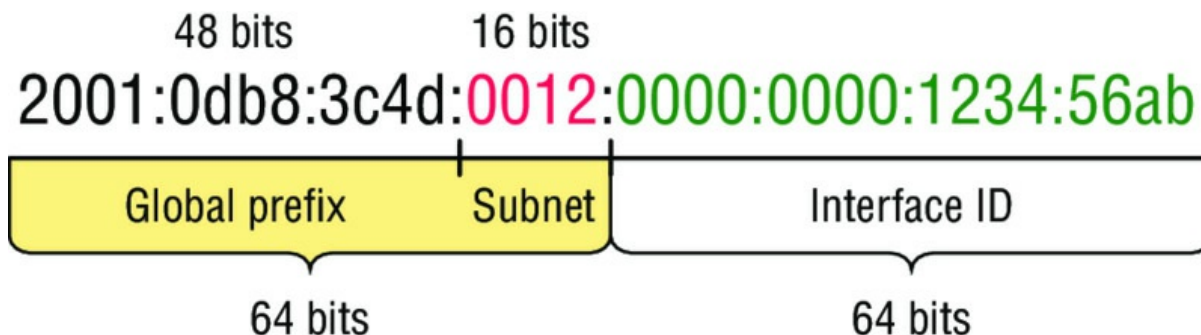 48 bits 16 bits
2001:0db8:3c4d:0012:0000:0000:1234:56ab
Global prefix Subnet Interface ID
64 bits 64 bits